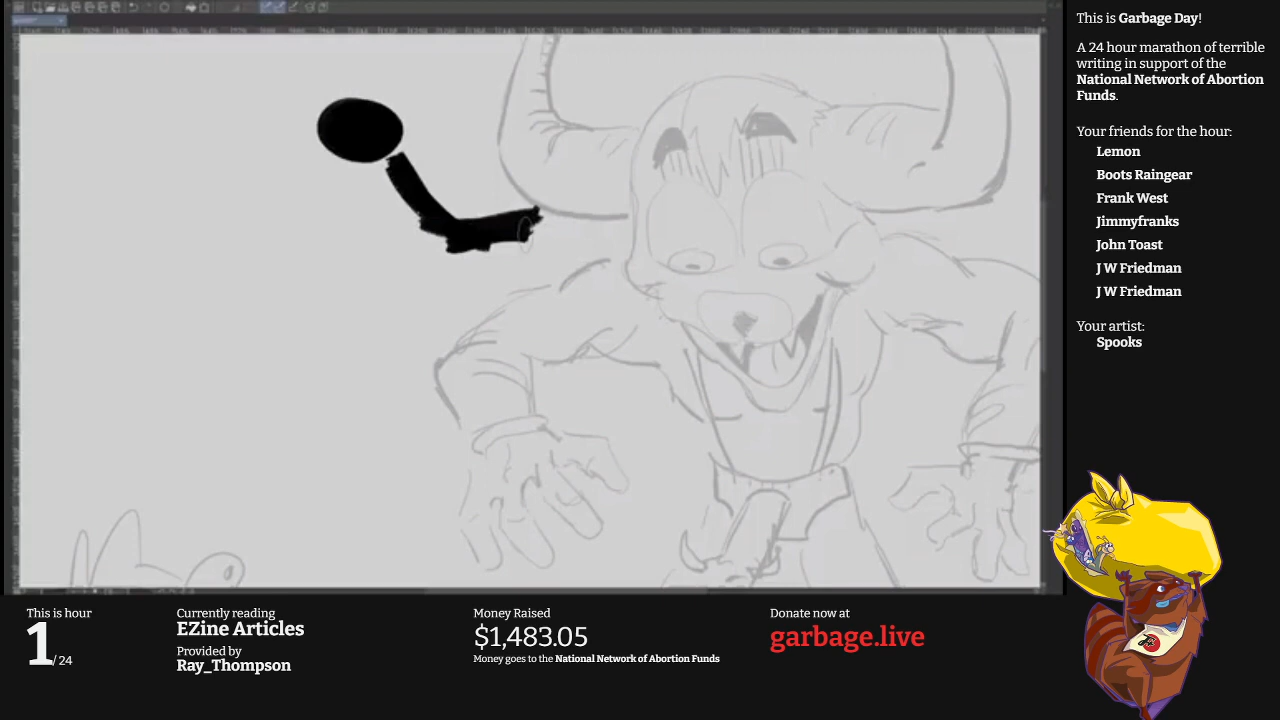 This is Garbage Day!
A 24 hour marathon of terrible
writing in support of the
National Network of Abortion
Funds.
Your friends for the hour:
Lemon
Boots Raingear
Frank West
Jimmyfranks
John Toast
J W Friedman
J W Friedman
Your artist:
Spooks
This is hour
1 / 24
Currently reading
EZine Articles
Provided by
Ray_Thompson
Money Raised
$1,483.05
Money goes to the National Network of Abortion Funds
Donate now at
garbage.live